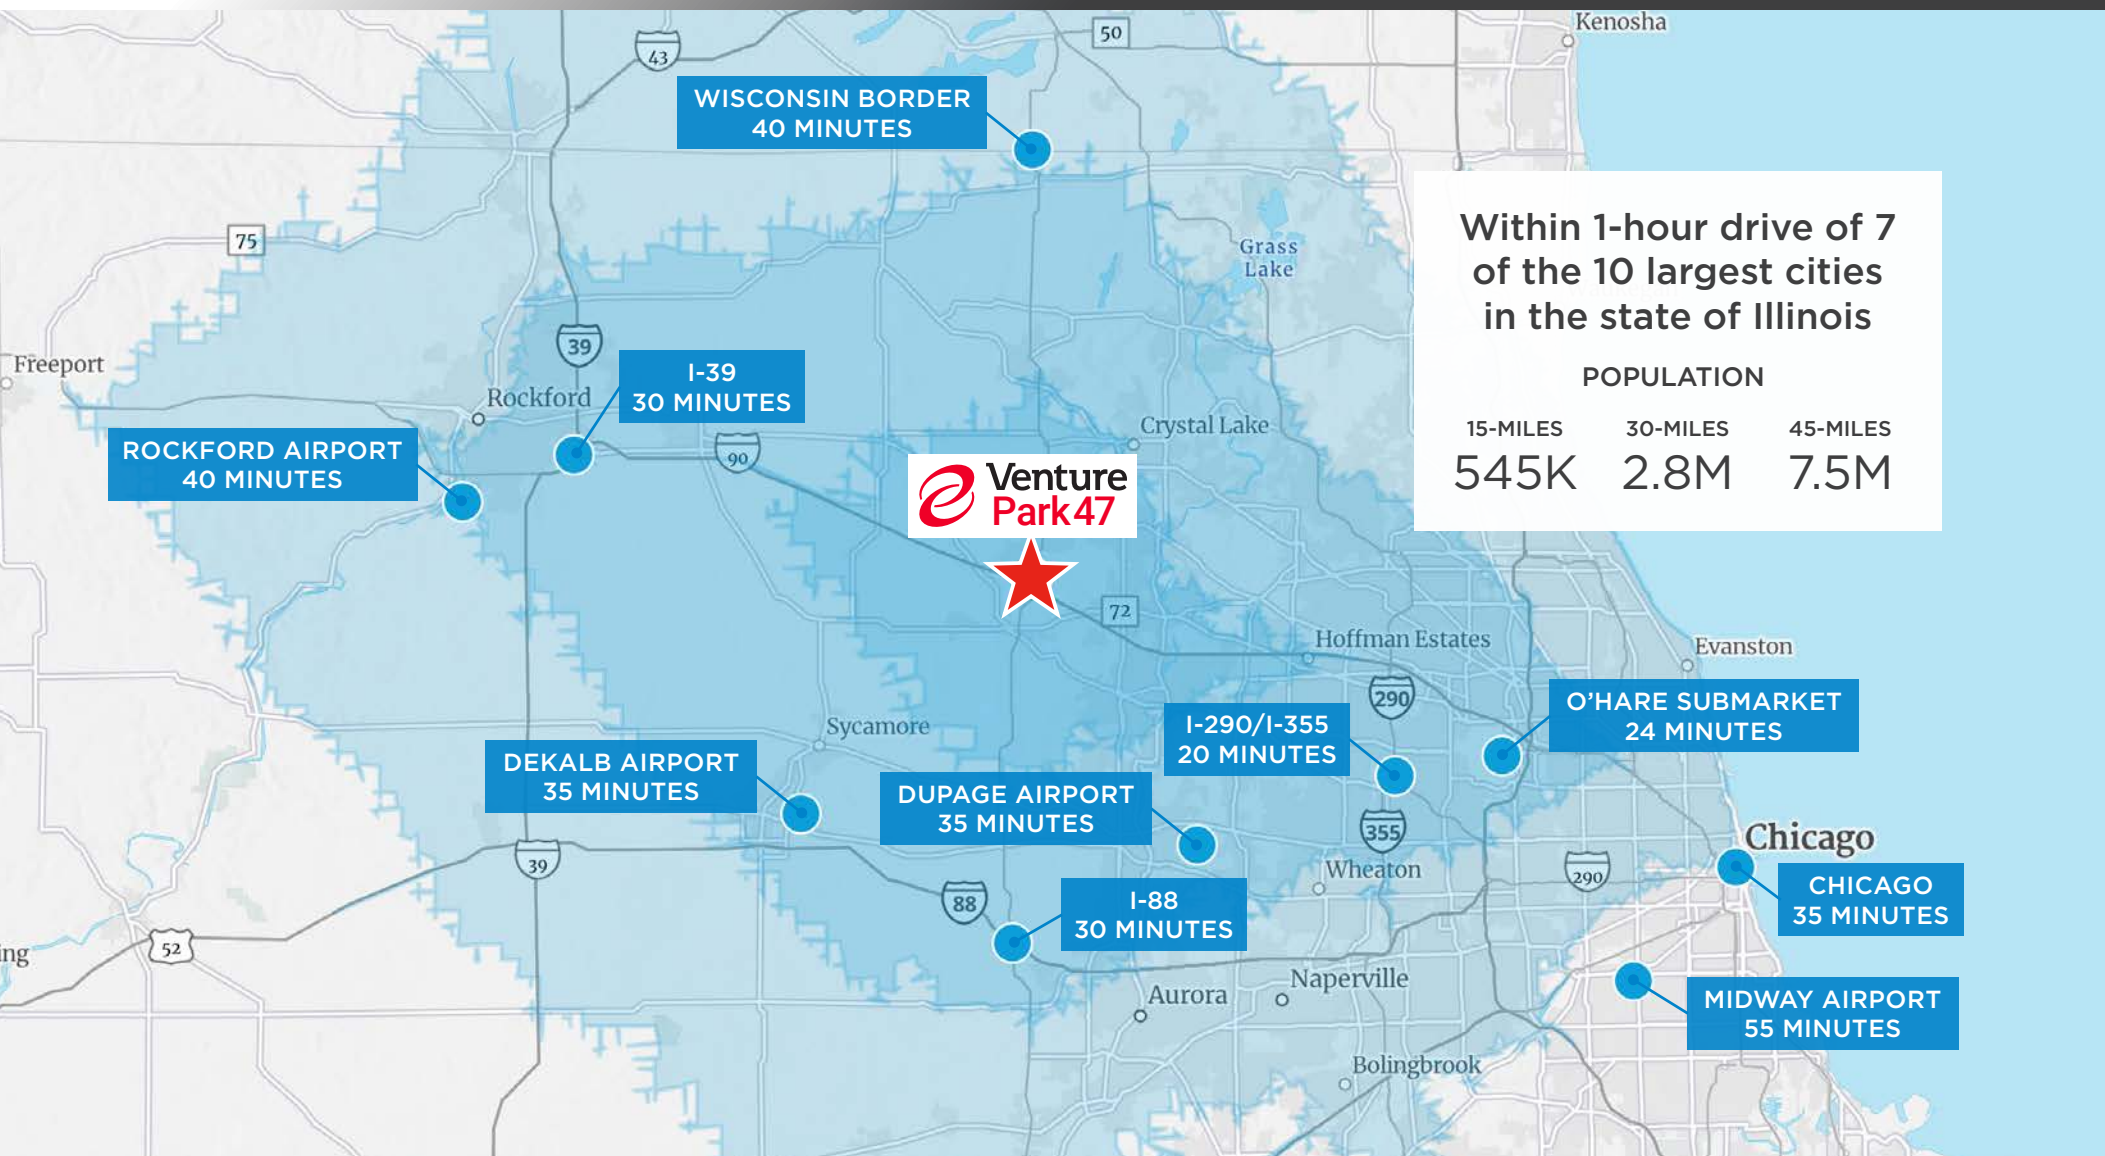 Kenosha
50
43
WISCONSIN BORDER
40 MINUTES
Within 1-hour drive of 7
of the 10 largest cities
in the state of Illinois
POPULATION
15-MILES 30-MILES 45-MILES
545K 2.8M 7.5M
75
Grass
Lake
39
Freeport
I-39
30 MINUTES
Rockford
Crystal Lake
ROCKFORD AIRPORT
40 MINUTES
90
Venture
Park47
72
Hoffman Estates
Evanston
290
O'HARE SUBMARKET
24 MINUTES
I-290/I-355
20 MINUTES
Sycamore
DEKALB AIRPORT
35 MINUTES
DUPAGE AIRPORT
35 MINUTES
355
Chicago
39
Wheaton
290
CHICAGO
35 MINUTES
88
I-88
30 MINUTES
52
ing
Naperville
Aurora
MIDWAY AIRPORT
55 MINUTES
Bolingbrook